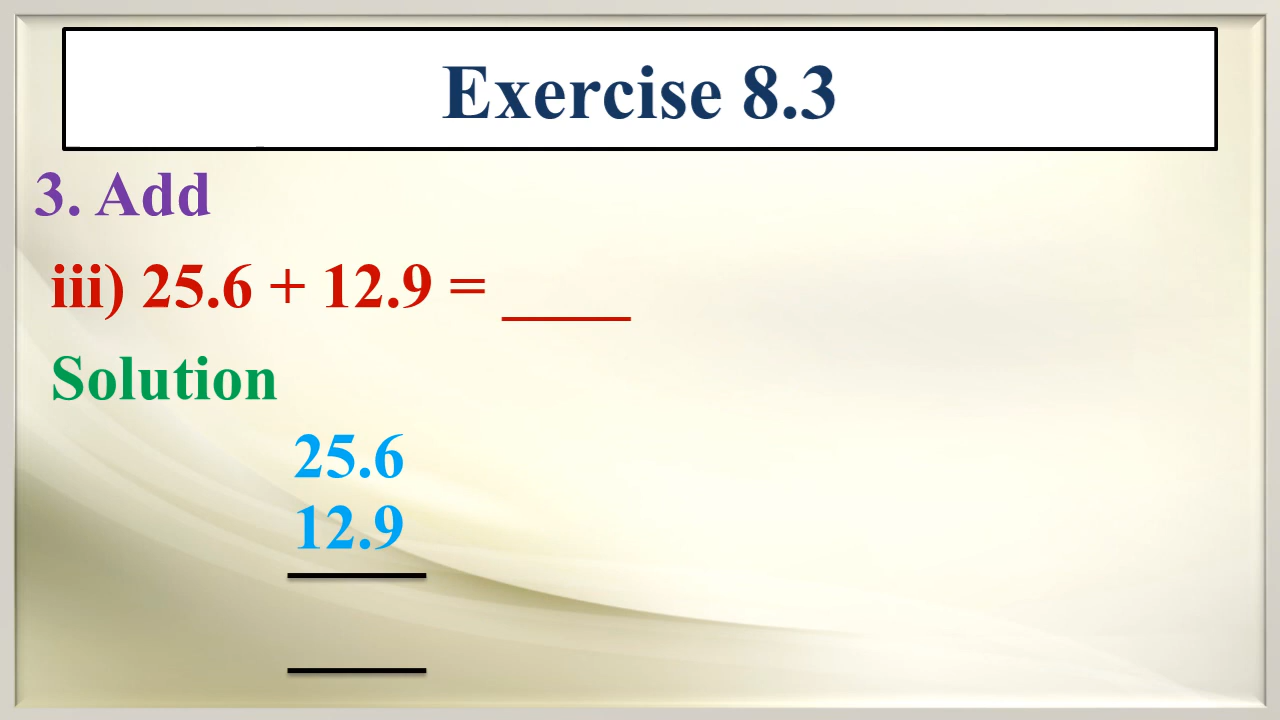 Exercise 8.3
3. Add
iii) 25.6 + 12.9 = ____
Solution
25.6
12.9